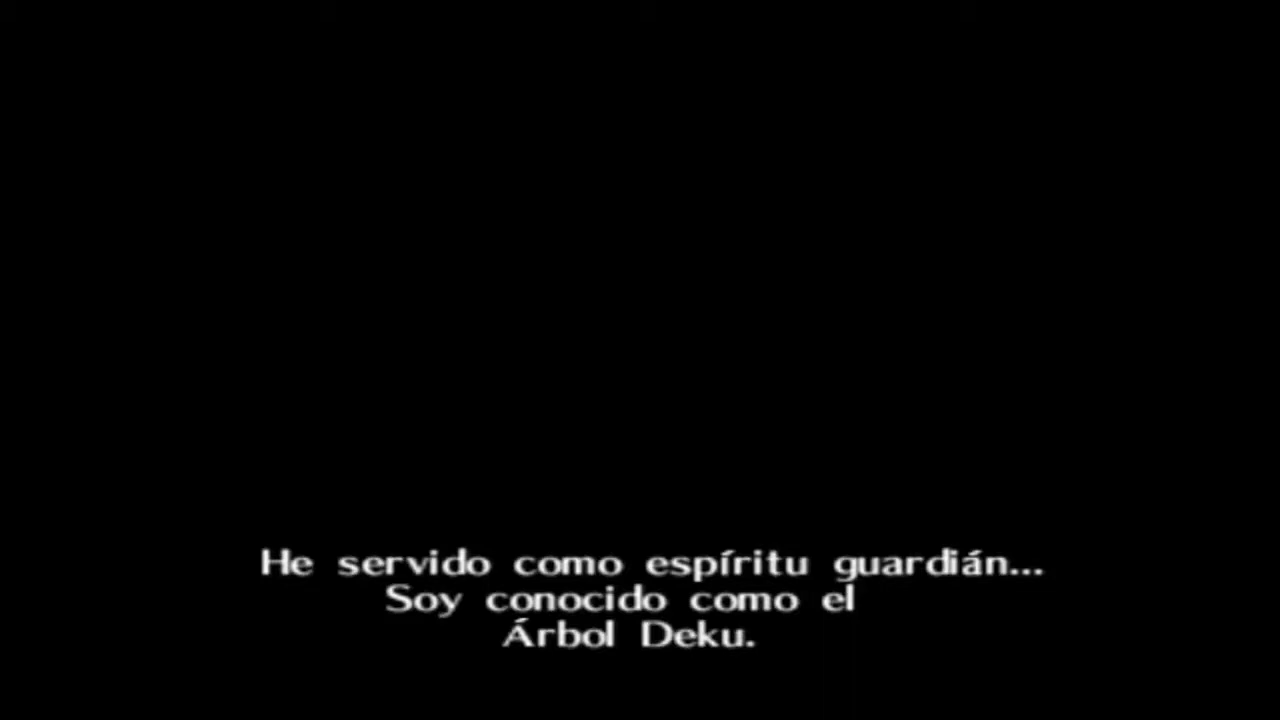 He servido como espíritu guardián...
Soy conocido como el
Árbol Deku.